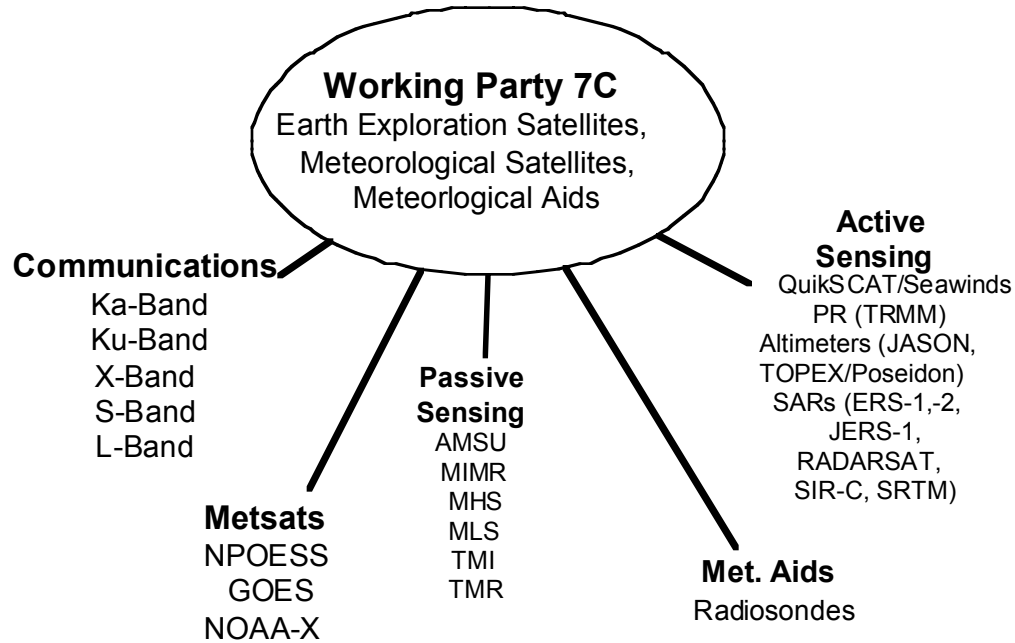 Working Party 7C
Earth Exploration Satellites,
Meteorological Satellites,
Meteorlogical Aids
Communications
Ka-Band
Ku-Band
X-Band
S-Band
L-Band
Metsats
NPOESS
GOES
NOAA-X
Passive
Sensing
AMSU
MIMR
MHS
MLS
TMI
TMR
Met. Aids
Radiosondes
Active
Sensing
QuikSCAT/Seawinds
PR (TRMM)
Altimeters (JASON,
TOPEX/Poseidon)
SARs (ERS-1,-2,
JERS-1,
RADARSAT,
SIR-C, SRTM)